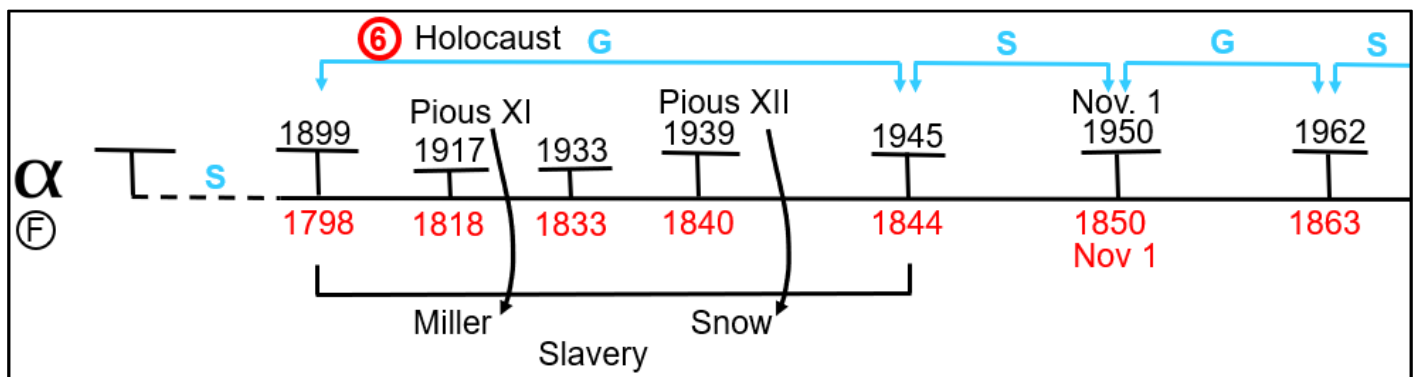 6 Holocaust G S G S
Pious XI Pious XII Nov. 1
1899 1917 1933 1939 1945 1950 1962
α S
F 1798 1818 1833 1840 1844 1850 1863
Nov 1
Miller Snow
Slavery